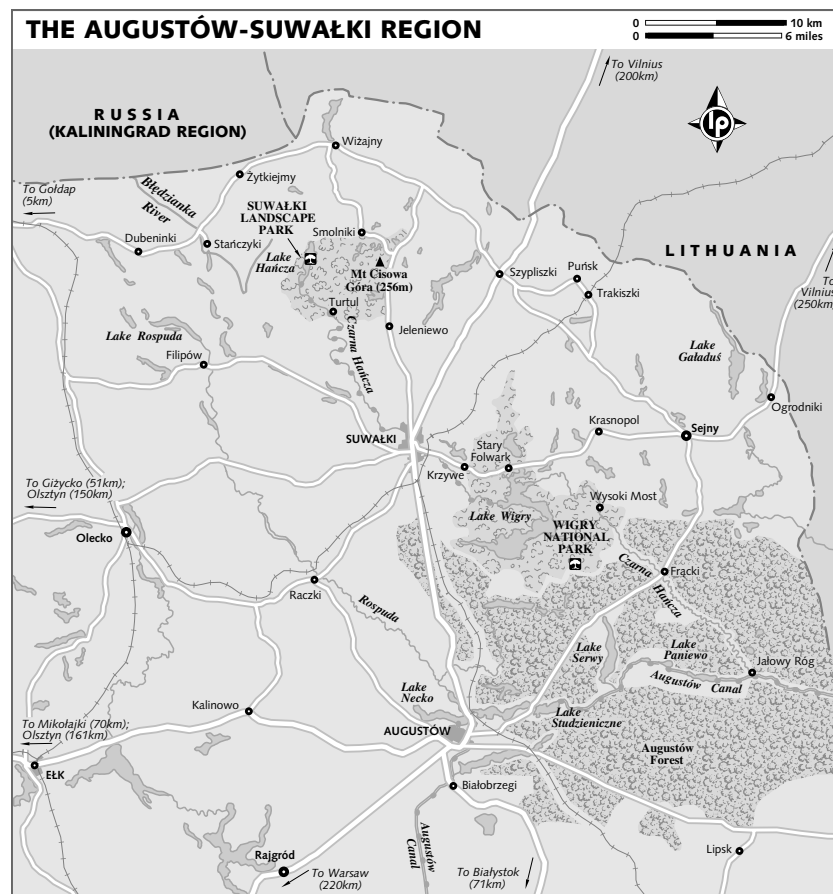 THE AUGUSTÓW-SUWAŁKI REGION
0 10 km
0 6 miles
To Vilnius
(200km)
RUSSIA
(KALININGRAD REGION)
lp
Wiżajny
Żytkiejmy
To Gołdap
(5km)
Błędzianka
River
SUWAŁKI
LANDSCAPE
PARK
Smolniki
Dubeninki
Stańczyki
Lake
Hańcza
Mt Cisowa
Góra (256m)
Szypliszki
Puńsk
Trakiszki
LITHUANIA
To
Vilnius
(250km)
Turtul
Jeleniewo
Czarna Hańcza
Lake Rospuda
Filipów
Lake
Gaładuś
Ogrodniki
SUWAŁKI
Krasnopol
Sejny
Stary
Folwark
Krzywe
To Giżycko (51km);
Olsztyn (150km)
Lake Wigry
Wysoki Most
WIGRY
NATIONAL
PARK
Olecko
Czarna
Hańcza
Frącki
Raczki
Rospuda
Lake
Serwy
Lake
Paniewo
Jałowy Róg
Augustów Canal
Lake
Necko
Kalinowo
Lake
Studzieniczne
AUGUSTÓW
To Mikołajki (70km);
Olsztyn (161km)
Augustów
Forest
EŁK
Białobrzegi
Augustów
Canal
Rajgród
To Warsaw
(220km)
To Białystok
(71km)
Lipsk